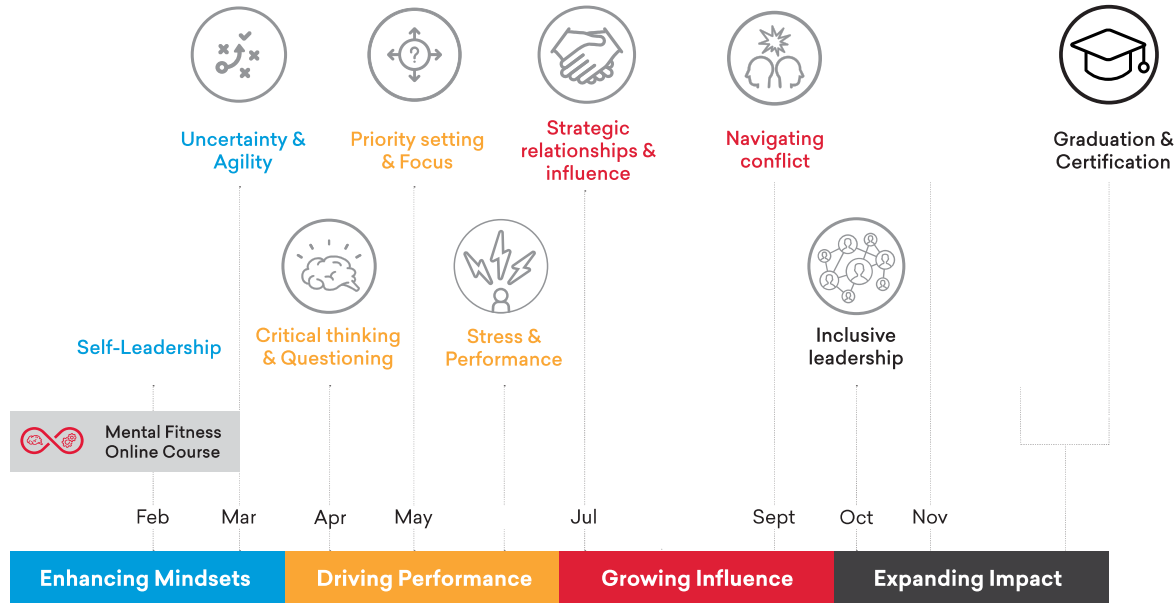 Uncertainty &
Agility
Priority setting
& Focus
Strategic
relationships &
influence
Navigating
conflict
Graduation &
Certification
?
Self-Leadership
Critical thinking
& Questioning
Stress &
Performance
Inclusive
leadership
Mental Fitness
Online Course
Feb Mar Apr May Jul Sept Oct Nov
Enhancing Mindsets Driving Performance Growing Influence Expanding Impact